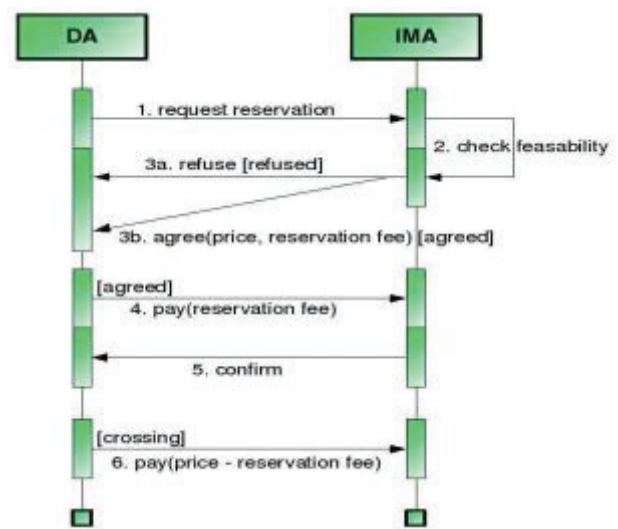 DA
IMA
1. request reservation
2. check feasability
3a. refuse [refused]
3b. agree(price, reservation fee) [agreed]
[agreed]
4. pay(reservation fee)
5. confirm
[crossing]
6. pay(price - reservation fee)